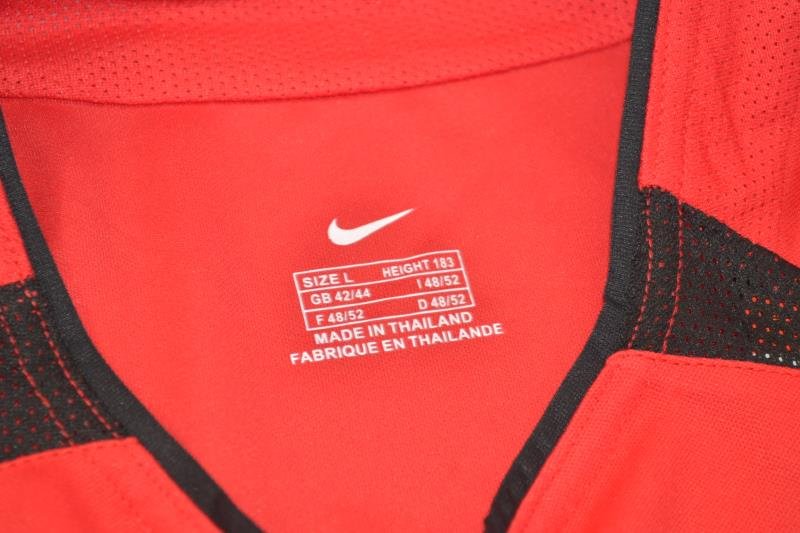 SIZE L HEIGHT 183
GB 42/44 I 48/52
F 48/52 D 48/52
MADE IN THAILAND
FABRIQUE EN THAILANDE